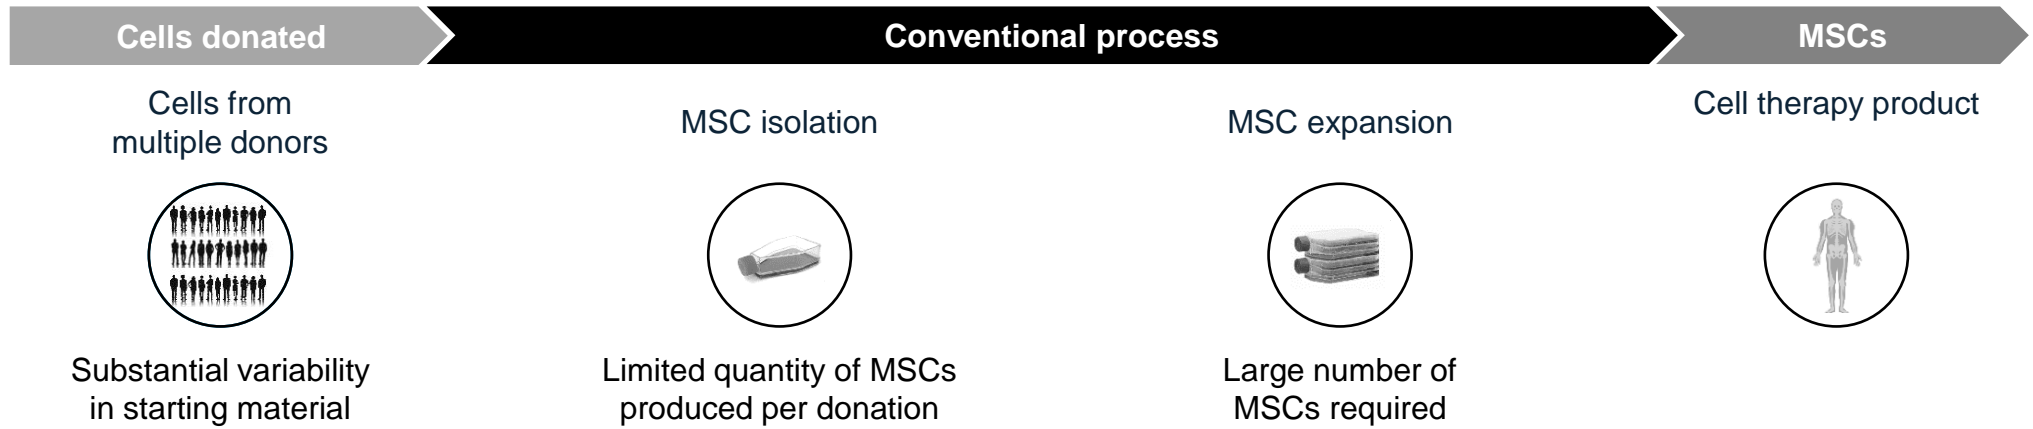 Cells donated
Conventional process
MSCs
Cells from
multiple donors
MSC isolation
MSC expansion
Cell therapy product
Substantial variability
in starting material
Limited quantity of MSCs
produced per donation
Large number of
MSCs required